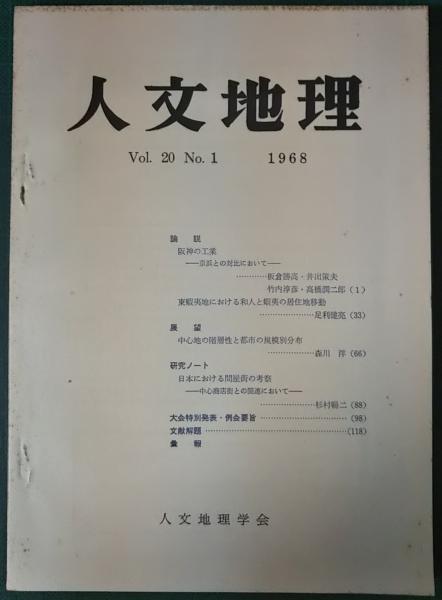 人文地理
Vol. 20 No. 1 1968
論説
阪神の工業
――京浜との対比において――
…………板倉勝高・井出策夫
竹内淳彦・高橋潤二郎(1)
東蝦夷地における和人と蝦夷の居住地移動
…………………足利健亮(33)
展望
中心地の階層性と都市の規模別分布
………………森川 洋(66)
研究ノート
日本における問屋街の考察
――中心商店街との関連において――
…………………杉村暢二(88)
大会特別発表・例会要旨…………………………(98)
文献解題………………………………………(118)
彙報
人文地理学会